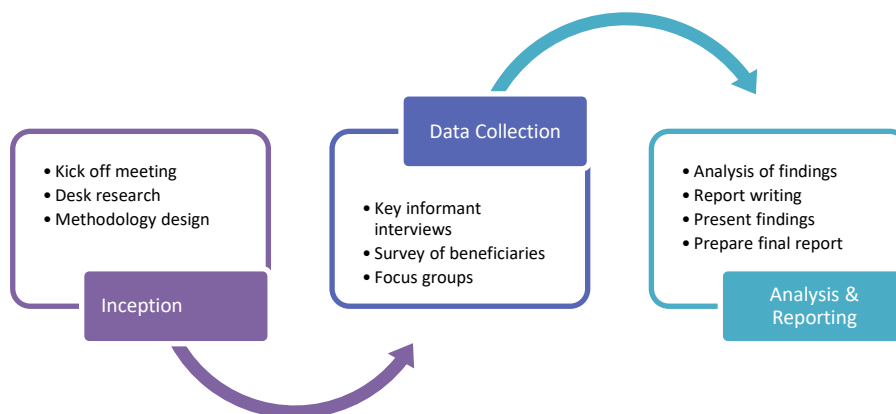 • Kick off meeting
• Desk research
• Methodology design
Inception
Data Collection
• Key informant
interviews
• Survey of beneficiaries
• Focus groups
• Analysis of findings
• Report writing
• Present findings
• Prepare final report
Analysis &
Reporting